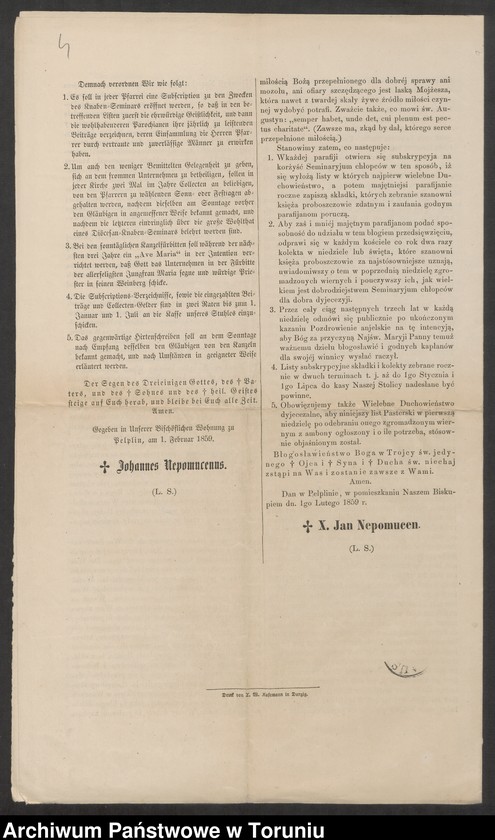 4
Demnach verordnen Wir wie folgt:
1. Es soll in jeder Pfarrei eine Subscription zu den Zwecken
des Knaben-Seminars eröffnet werden, so daß in den be-
treffenden Listen zuerst die ehrwürdige Geistlichkeit, und dann
die wohlhabenderen Parochianen ihre jährlich zu leistenden
Beiträge verzeichnen, deren Einsammlung die Herren Pfar-
rer durch vertraute und zuverlässige Männer zu erwirken
haben.
2. Um auch den weniger Bemittelten Gelegenheit zu geben,
sich an dem frommen Unternehmen zu betheiligen, sollen in
jeder Kirche zwei Mal im Jahre Collecten an beliebigen,
von den Pfarrern zu wählenden Sonn- oder Festtagen ab-
gehalten werden, nachdem dieselben am Sonntage vorher
den Gläubigen in angemessener Weise bekannt gemacht, und
nachdem die letzteren eindringlich über die große Wohlthat
eines Diöcesan-Knaben-Seminars belehrt worden sind.
3. Bei den sonntäglichen Kanzelfürbitten soll während der näch-
sten drei Jahre ein „Ave Maria“ in der Intention ver-
richtet werden, daß Gott das Unternehmen in der Fürbitte
der allerseligsten Jungfrau Maria segne und würdige Prie-
ster in seinen Weinberg schicke.
4. Die Subscriptions-Verzeichnisse, sowie die eingezahlten Bei-
träge und Collecten-Gelder sind in zwei Raten bis zum 1.
Januar und 1. Juli an die Kasse unseres Stuhles einzu-
schicken.
5. Das gegenwärtige Hirtenschreiben soll an dem Sonntage
nach Empfang desselben den Gläubigen von den Kanzeln
bekannt gemacht, und nach Umständen in geeigneter Weise
erläutert werden.
Der Segen des Dreieinigen Gottes, des † Va-
ters, und des † Sohnes und des † heil. Geistes
steige auf Euch herab, und bleibe bei Euch alle Zeit.
Amen.
Gegeben in Unserer Bischöflichen Wohnung zu
Pelplin, am 1. Februar 1859.
✝ Johannes Nepomucenus.
(L. S.)
miłością Bożą przepełnionego dla dobrej sprawy ani
mozołu, ani ofiary szczędzącego jest laską Mojżesza,
która nawet z twardej skały żywe źródło miłości czyn-
nej wydobyć potrafi. Zważcie także, co mowi św. Au-
gustyn: „semper habet, unde det, cui plenum est pec-
tus charitate“. (Zawsze ma, zkąd by dał, którego serce
przepełnione miłością.)
Stanowimy zatem, co następuje:
1. Wkażdej parafji otwiera się subskrypcyja na
korzyść Seminaryjum chłopców w ten sposób, iż
się wyłożą listy w których najpierw wielebne Du-
chowieństwo, a potem majętniejsi parafijanie
roczne zapiszą składki, których zebranie szanowni
księża proboszczowie zdatnym i zaufania godnym
parafijanom poruczą.
2. Aby zaś i mniéj majętnym parafijanom podać spo-
sobność do udziału w tem błogiem przedsięwzięciu,
odprawi się w każdym kościele co rok dwa razy
kolekta w niedziele lub święta, które szanowni
księża proboszczowie za najstósowniejsze uznają,
uwiadomiwszy o tem w poprzednią niedzielę zgro-
madzonych wiernych i pouczywszy ich, jak wiel-
kiem jest dobrodziejstwem Seminaryjum chłopców
dla dobra dyjecezyji.
3. Przez cały ciąg następnych trzech lat w każdą
niedzielę odmówi się publicznie po ukończonym
kazaniu Pozdrowienie anjelskie na tę intencyją,
aby Bóg za przyczyną Najśw. Maryji Panny temuż
ważnemu dziełu błogosławił i godnych kapłanów
dla swojej winnicy wysłać raczył.
4. Listy subskrypcyjne składki i kolekty zebrane rocz-
nie w dwuch terminach t. j. aż do 1go Stycznia i
1go Lipca do kasy Naszej Stolicy nadesłane być
powinne.
5. Obowięzujemy także Wielebne Duchowieństwo
dyjecezalne, aby niniejszy list Pasterski w pierwszą
niedzielę po odebraniu onego zgromadzonym wier-
nym z ambony ogłoszony i o ile potrzeba, stósow-
nie objaśnionym został.
Błogosławieństwo Boga w Trojcy św. jedy-
nego † Ojca i † Syna i † Ducha św. niechaj
zstąpi na Was i zostanie zawsze z Wami.
Amen.
Dan w Pelplinie, w pomieszkaniu Naszem Bisku-
piem dn. 1go Lutego 1859 r.
✝ X. Jan Nepomucen.
(L. S.)
Druck von F. W. Kafemann in Danzig.
Archiwum Państwowe w Toruniu